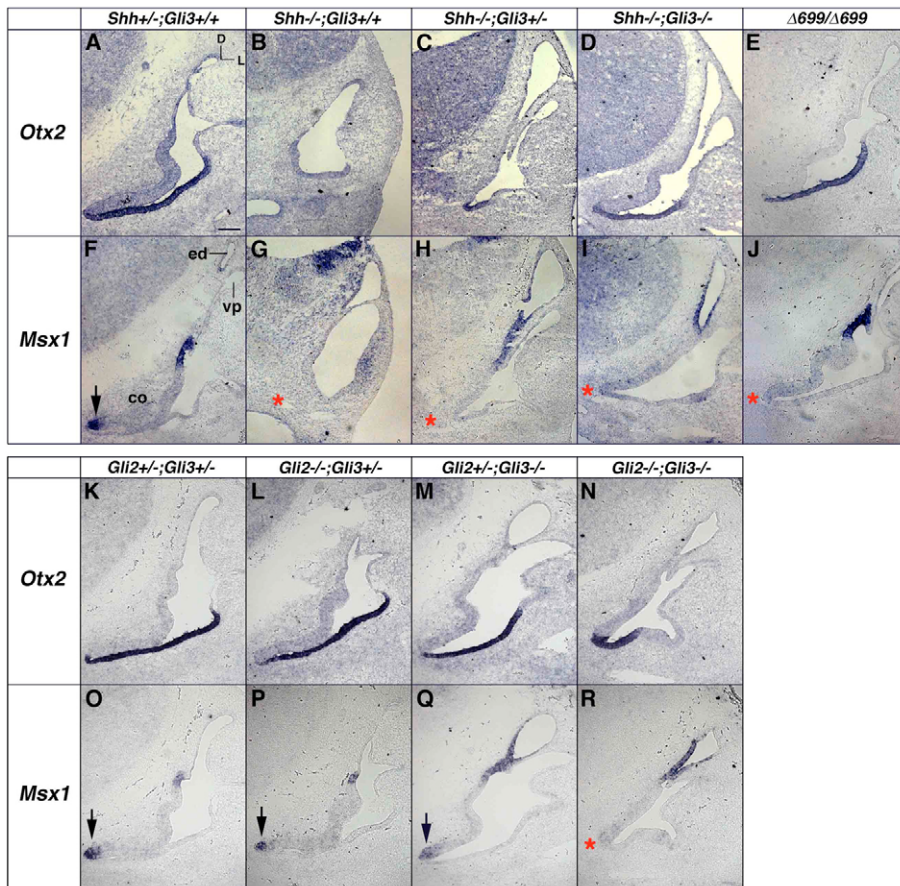 Shh+/-;Gli3+/+ Shh-/-;Gli3+/+ Shh-/-;Gli3+/- Shh-/-;Gli3-/- Δ699/Δ699
Otx2 A D L B C D E
Msx1 F ed vp co G * H * I * J *
Gli2+/-;Gli3+/- Gli2-/-;Gli3+/- Gli2+/-;Gli3-/- Gli2-/-;Gli3-/-
Otx2 K L M N
Msx1 O P Q R *